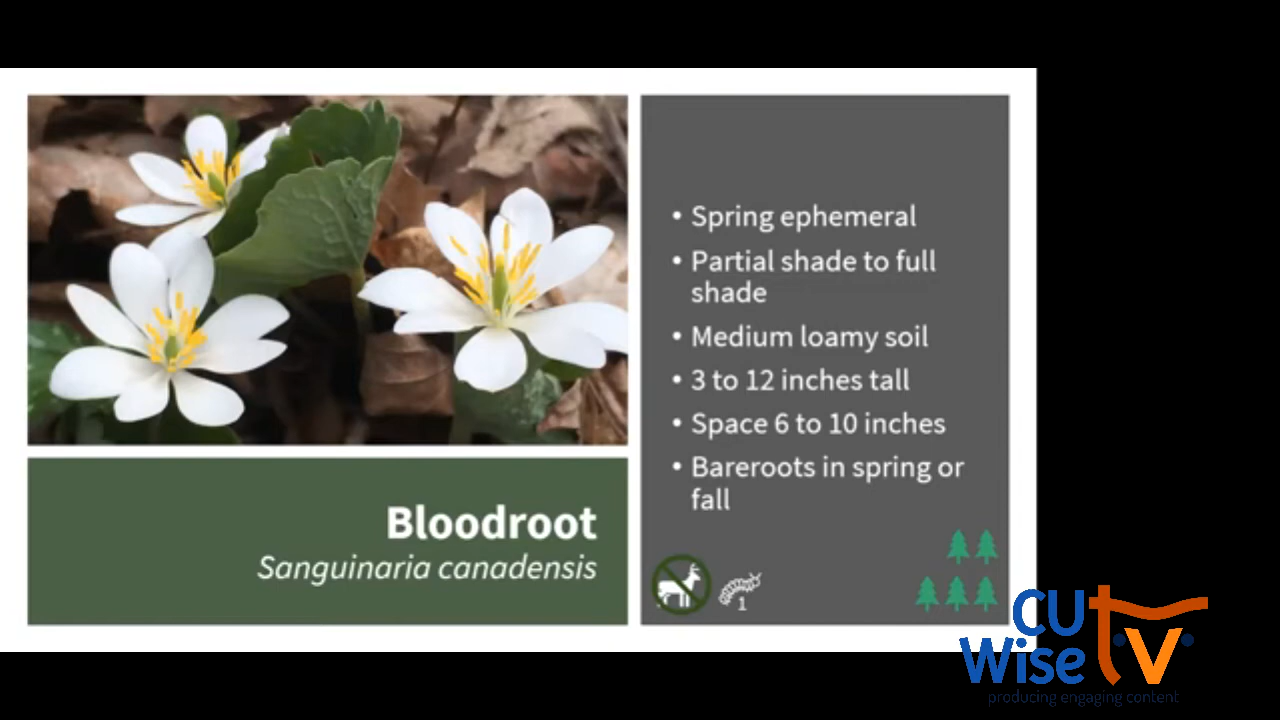 Bloodroot
Sanguinaria canadensis
• Spring ephemeral
• Partial shade to full
shade
• Medium loamy soil
• 3 to 12 inches tall
• Space 6 to 10 inches
• Bareroots in spring or
fall
1
CU
Wise
tv
producing engaging content